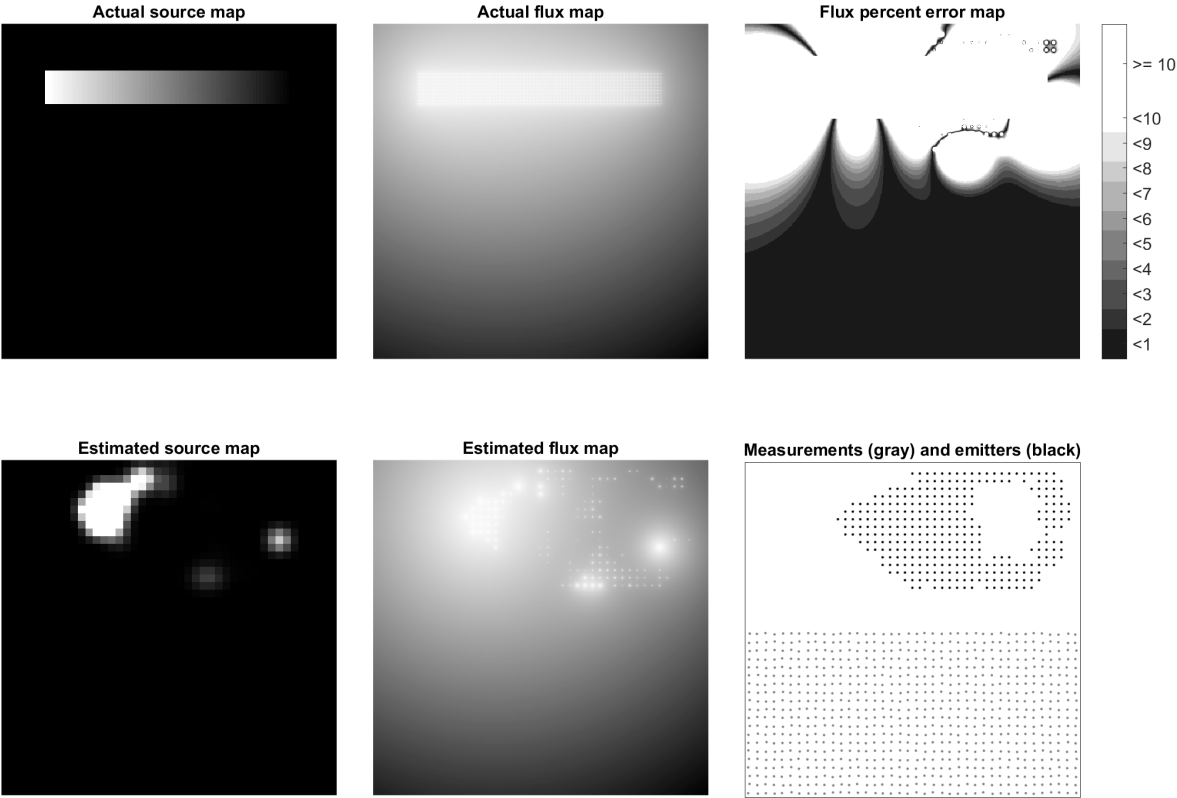 Actual source map
Actual flux map
Flux percent error map
>= 10
<10
<9
<8
<7
<6
<5
<4
<3
<2
<1
Estimated source map
Estimated flux map
Measurements (gray) and emitters (black)